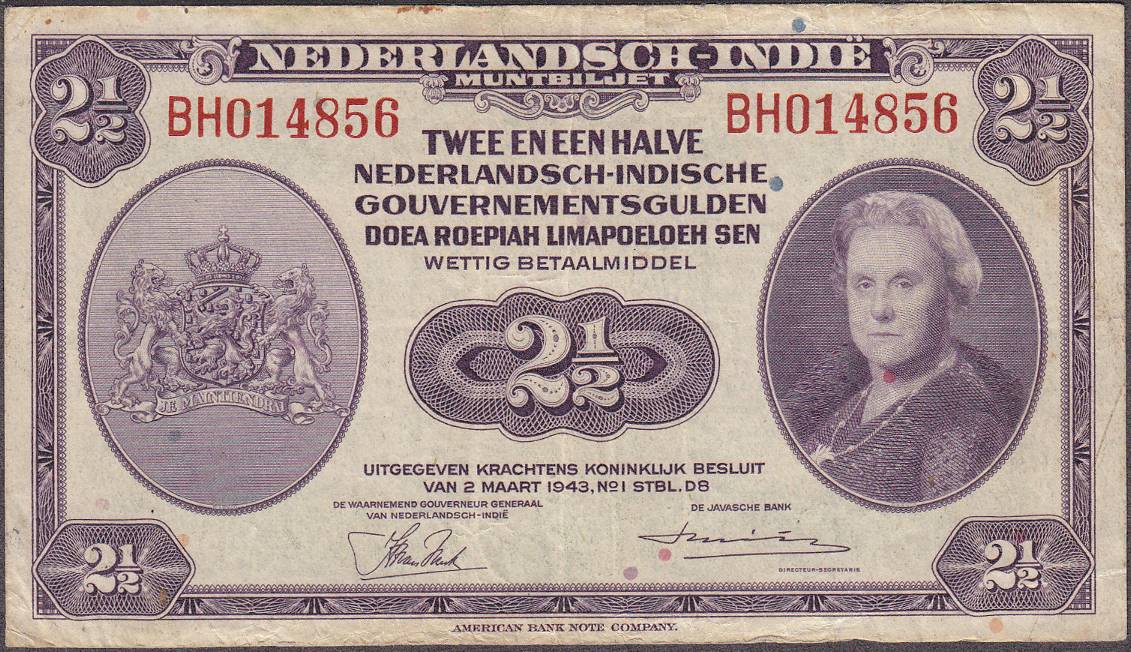 NEDERLANDSCH-INDIË
MUNTBILJET
2½
2½
BH014856
BH014856
TWEE EN EEN HALVE
NEDERLANDSCH-INDISCHE
GOUVERNEMENTSGULDEN
DOEA ROEPIAH LIMAPOELOEH SEN
WETTIG BETAALMIDDEL
2½
JE MAINTIENDRAI
UITGEGEVEN KRACHTENS KONINKLIJK BESLUIT
VAN 2 MAART 1943, No1 STBL. D8
DE WAARNEMEND GOUVERNEUR GENERAAL
VAN NEDERLANDSCH-INDIË
DE JAVASCHE BANK
DIRECTEUR-SECRETARIS
2½
2½
AMERICAN BANK NOTE COMPANY.